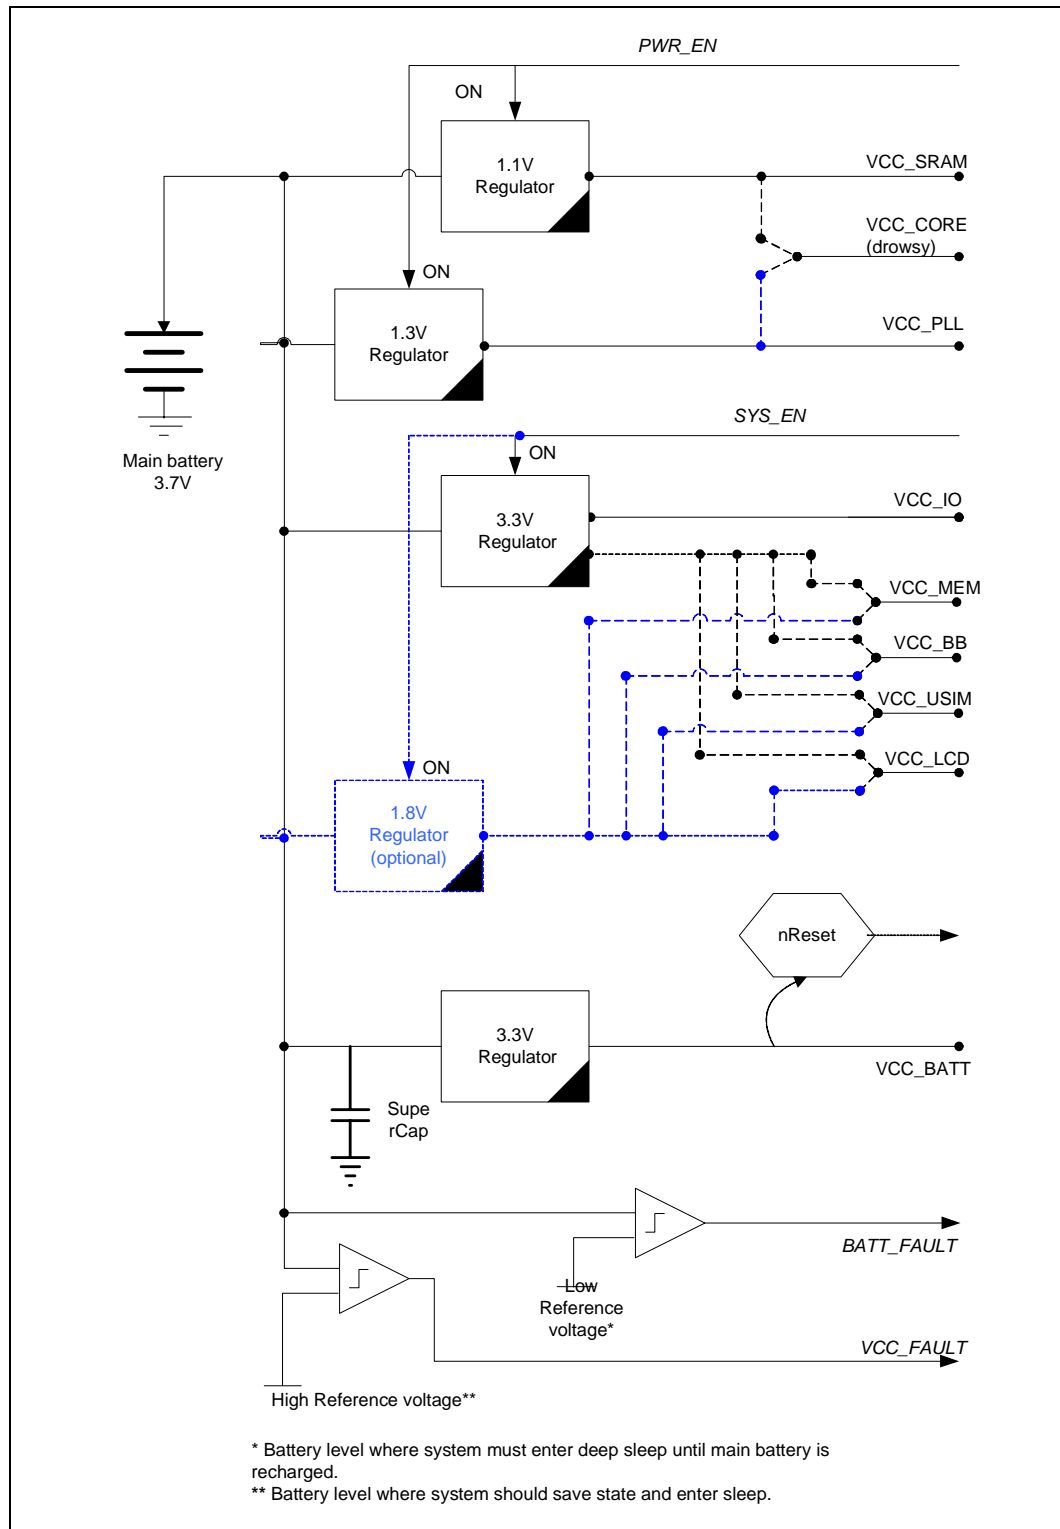 PWR_EN
ON
1.1V
Regulator
VCC_SRAM
VCC_CORE
(drowsy)
ON
1.3V
Regulator
VCC_PLL
Main battery
3.7V
SYS_EN
ON
3.3V
Regulator
VCC_IO
VCC_MEM
VCC_BB
VCC_USIM
VCC_LCD
ON
1.8V
Regulator
(optional)
nReset
3.3V
Regulator
VCC_BATT
Supe
rCap
BATT_FAULT
Low
Reference
voltage*
VCC_FAULT
High Reference voltage**
* Battery level where system must enter deep sleep until main battery is
recharged.
** Battery level where system should save state and enter sleep.